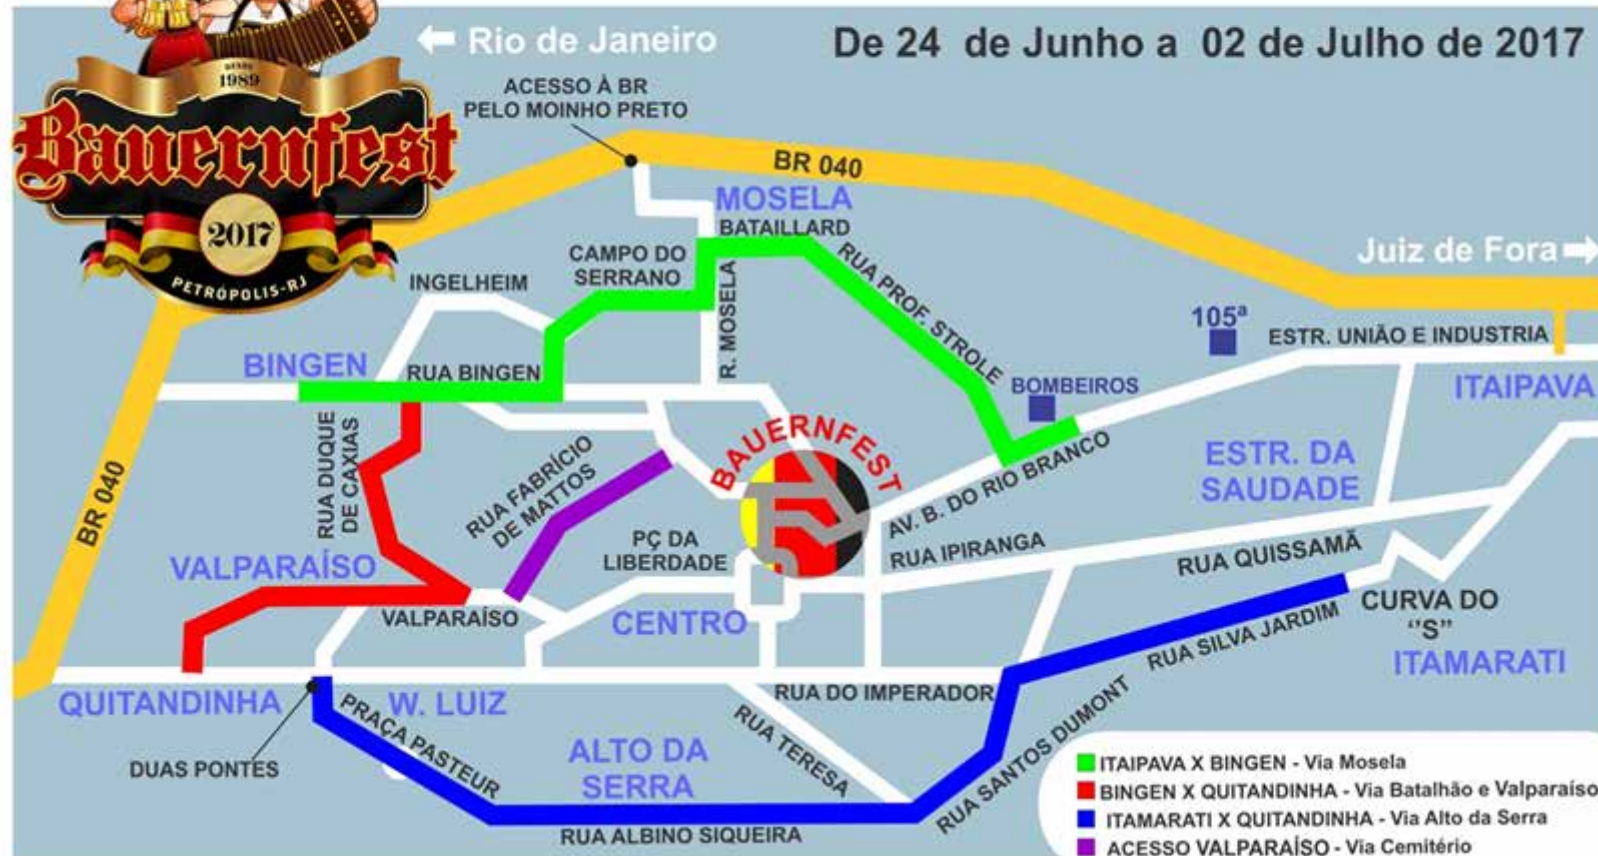 DESDE
1989
Bauernfest
2017
PETRÓPOLIS-RJ
Rio de Janeiro
De 24 de Junho a 02 de Julho de 2017
ACESSO À BR
PELO MOINHO PRETO
BR 040
MOSELA
BATAILLARD
Juiz de Fora
CAMPO DO
SERRANO
INGELHEIM
R. MOSELA
RUA PROF. STROLE
105ª
ESTR. UNIÃO E INDUSTRIA
BINGEN
RUA BINGEN
BOMBEIROS
ITAIPAVA
RUA DUQUE
DE CAXIAS
BR 040
RUA FABRÍCIO
DE MATTOS
BAUERNFEST
AV. B. DO RIO BRANCO
ESTR. DA
SAUDADE
PÇ DA
LIBERDADE
RUA IPIRANGA
RUA QUISSAMÃ
VALPARAÍSO
VALPARAÍSO
CENTRO
CURVA DO
‘‘S’’
ITAMARATI
RUA SILVA JARDIM
QUITANDINHA
W. LUIZ
RUA DO IMPERADOR
PRAÇA PASTEUR
RUA TERESA
RUA SANTOS DUMONT
DUAS PONTES
ALTO DA
SERRA
RUA ALBINO SIQUEIRA
ITAIPAVA X BINGEN - Via Mosela
BINGEN X QUITANDINHA - Via Batalhão e Valparaíso
ITAMARATI X QUITANDINHA - Via Alto da Serra
ACESSO VALPARAÍSO - Via Cemitério